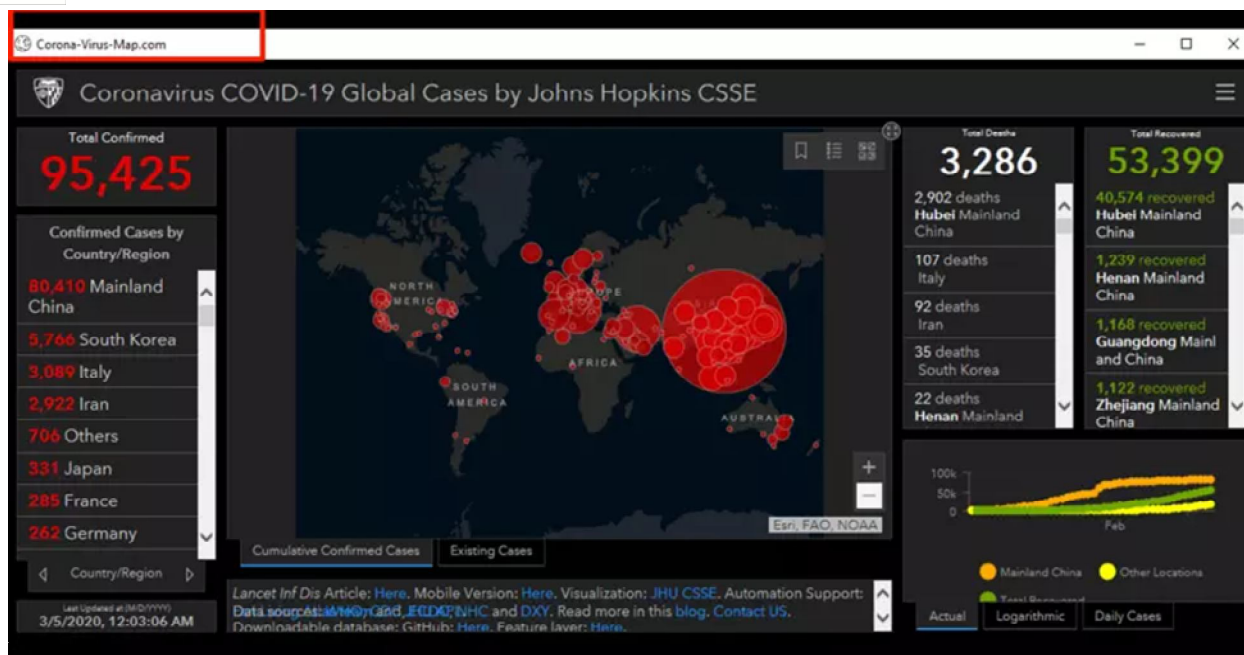 Corona-Virus-Map.com
Coronavirus COVID-19 Global Cases by Johns Hopkins CSSE
Total Confirmed
95,425
Confirmed Cases by
Country/Region
80,410 Mainland
China
5,766 South Korea
3,089 Italy
2,922 Iran
706 Others
331 Japan
285 France
262 Germany
Country/Region
Last Updated at (M/D/YYYY)
3/5/2020, 12:03:06 AM
NORTH
AMERICA
SOUTH
AMERICA
AFRICA
Esri, FAO, NOAA
Cumulative Confirmed Cases
Existing Cases
Lancet Inf Dis Article: Here. Mobile Version: Here. Visualization: JHU CSSE. Automation Support:
Data sources: and DXY. Read more in this blog. Contact US.
Downloadable database: GitHub: Here. Feature layer: Here.
Total Deaths
3,286
2,902 deaths
Hubei Mainland
China
107 deaths
Italy
92 deaths
Iran
35 deaths
South Korea
22 deaths
Henan Mainland
Total Recovered
53,399
40,574 recovered
Hubei Mainland
China
1,239 recovered
Henan Mainland
China
1,168 recovered
Guangdong Mainl
and China
1,122 recovered
Zhejiang Mainland
China
100k
50k
0
Feb
Mainland China
Other Locations
Total Recovered
Actual
Logarithmic
Daily Cases